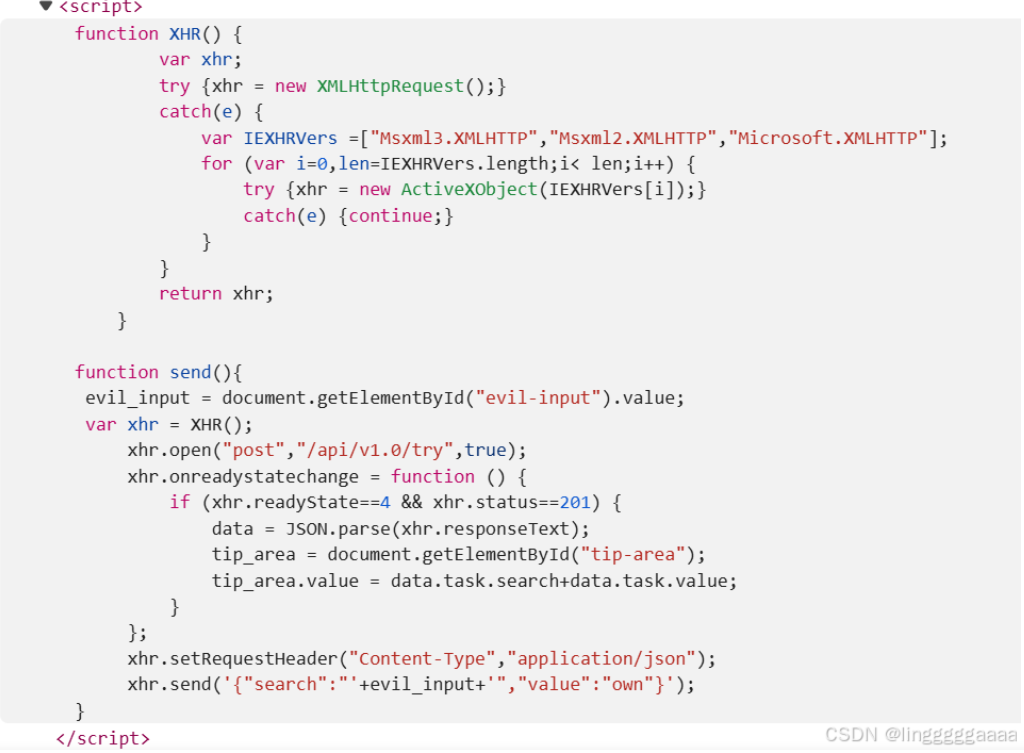 ▼<script>
function XHR() {
var xhr;
try {xhr = new XMLHttpRequest();}
catch(e) {
var IEXHRVers =["Msxml3.XMLHTTP","Msxml2.XMLHTTP","Microsoft.XMLHTTP"];
for (var i=0,len=IEXHRVers.length;i< len;i++) {
try {xhr = new ActiveXObject(IEXHRVers[i]);}
catch(e) {continue;}
}
}
return xhr;
}
function send(){
evil_input = document.getElementById("evil-input").value;
var xhr = XHR();
xhr.open("post","/api/v1.0/try",true);
xhr.onreadystatechange = function () {
if (xhr.readyState==4 && xhr.status==201) {
data = JSON.parse(xhr.responseText);
tip_area = document.getElementById("tip-area");
tip_area.value = data.task.search+data.task.value;
}
};
xhr.setRequestHeader("Content-Type","application/json");
xhr.send('{"search":"'+evil_input+'","value":"own"}');
}
</script>
CSDN @lingggggaaaa